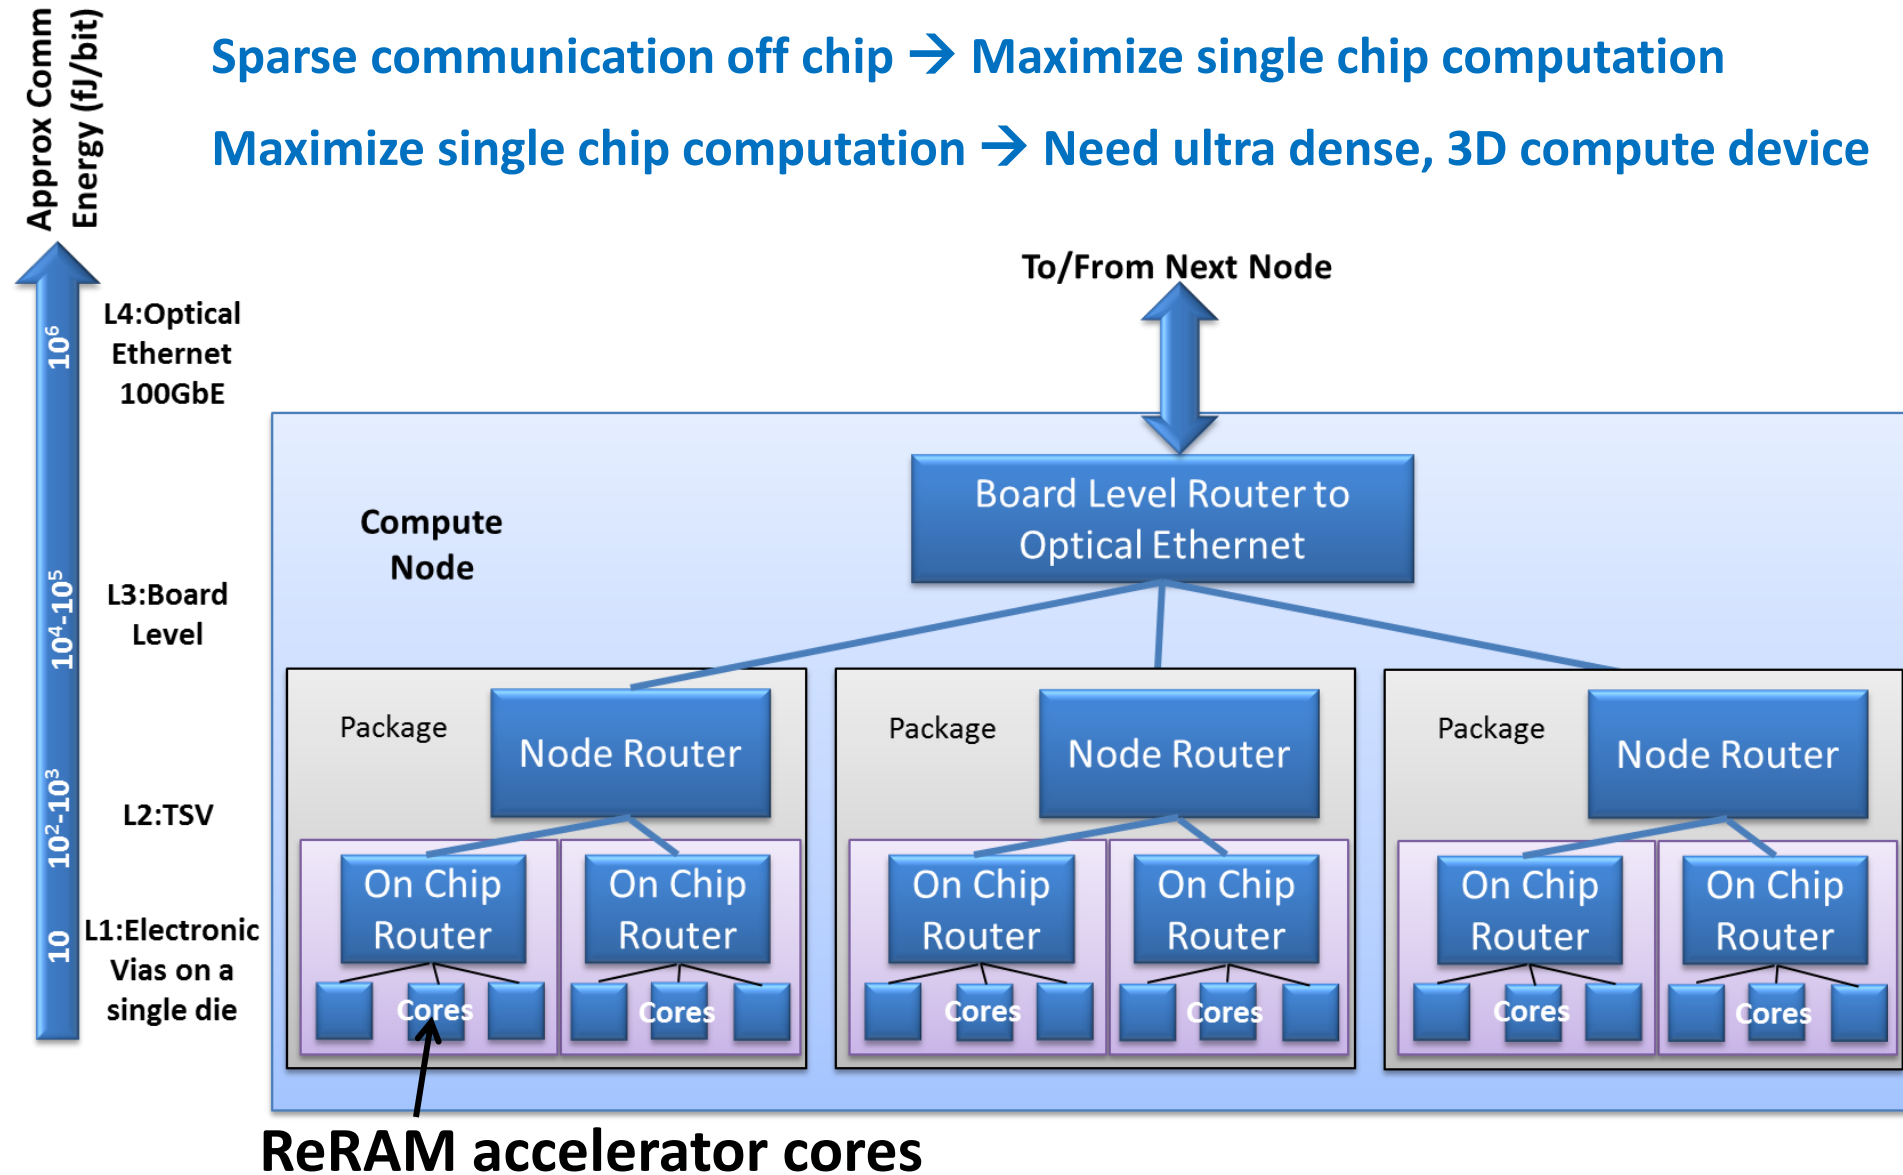 Approx Comm
Energy (fJ/bit)
Sparse communication off chip → Maximize single chip computation
Maximize single chip computation → Need ultra dense, 3D compute device
To/From Next Node
10⁶
L4:Optical
Ethernet
100GbE
Board Level Router to
Optical Ethernet
Compute
Node
10⁴-10⁵
L3:Board
Level
Package
Node Router
Package
Node Router
Package
Node Router
10²-10³
L2:TSV
On Chip
Router
On Chip
Router
On Chip
Router
On Chip
Router
On Chip
Router
On Chip
Router
10
L1:Electronic
Vias on a
single die
Cores
Cores
Cores
Cores
Cores
Cores
ReRAM accelerator cores